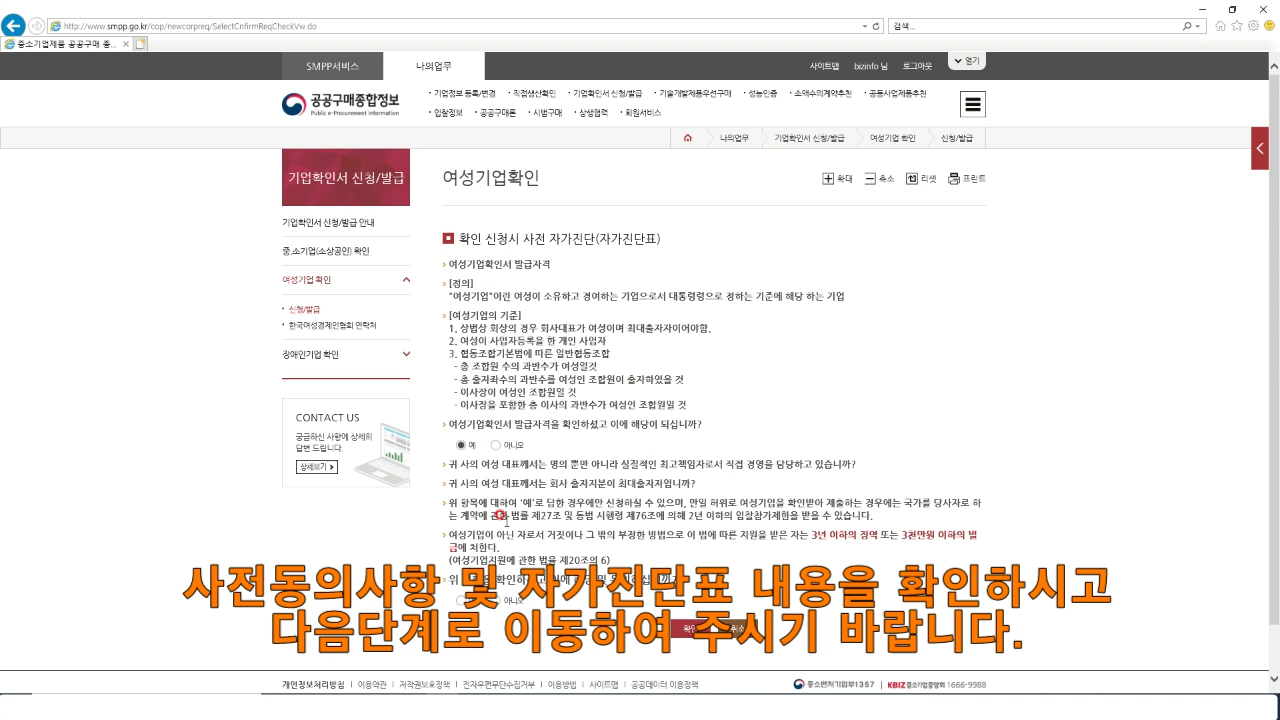 http://www.smpp.go.kr/cop/newcorpreq/SelectCnfirmReqCheckVw.do
검색...
중소기업제품 공공구매 종...
SMPP서비스
나의업무
사이트맵
bizinfo 님
로그아웃
열기
공공구매종합정보
Public e-Procurement Information
기업정보 등록/변경
직접생산확인
기업확인서 신청/발급
기술개발제품우선구매
성능인증
소액수의계약추천
공동사업제품추천
입찰정보
공공구매론
시범구매
상생협력
회원서비스
나의업무
기업확인서 신청/발급
여성기업 확인
신청/발급
기업확인서 신청/발급
기업확인서 신청/발급 안내
중,소기업(소상공인) 확인
여성기업 확인
신청/발급
한국여성경제인협회 연락처
장애인기업 확인
CONTACT US
궁금하신 사항에 상세히
답변 드립니다.
상세보기
여성기업확인
확대
축소
리셋
프린트
확인 신청시 사전 자가진단(자가진단표)
여성기업확인서 발급자격
[정의]
"여성기업"이란 여성이 소유하고 경여하는 기업으로서 대통령령으로 정하는 기준에 해당 하는 기업
[여성기업의 기준]
1. 상법상 회상의 경우 회사대표가 여성이며 최대출자자이어야함.
2. 여성이 사업자등록을 한 개인 사업자
3. 협동조합기본법에 따른 일반협동조합
- 총 조합원 수의 과반수가 여성일것
- 총 출자좌수의 과반수를 여성인 조합원이 출자하였을 것
- 이사장이 여성인 조합원일 것
- 이사장을 포함한 총 이사의 과반수가 여성인 조합원일 것
여성기업확인서 발급자격을 확인하셨고 이에 해당이 되십니까?
예
아니오
귀 사의 여성 대표께서는 명의 뿐만 아니라 실질적인 최고책임자로서 직접 경영을 담당하고 있습니까?
귀 사의 여성 대표께서는 회사 출자지분이 최대출자자입니까?
위 항목에 대하여 '예'로 답한 경우에만 신청하실 수 있으며, 만일 허위로 여성기업을 확인받아 제출하는 경우에는 국가를 당사자로 하
는 계약에 법률 제27조 및 동법 시행령 제76조에 의해 2년 이하의 입찰참가제한을 받을 수 있습니다.
여성기업이 아닌 자로서 거짓이나 그 밖의 부정한 방법으로 이 법에 따른 지원을 받은 자는 3년 이하의 징역 또는 3천만원 이하의 벌
금에 처한다.
(여성기업지원에 관한 법률 제20조의 6)
아니오
사전동의사항 및 자가진단표 내용을 확인하시고
다음단계로 이동하여 주시기 바랍니다.
개인정보처리방침
이용약관
저작권보호정책
전자우편무단수집거부
이용방법
사이트맵
공공데이터 이용정책
중소벤처기업부1357
KBIZ중소기업중앙회 1666-9988